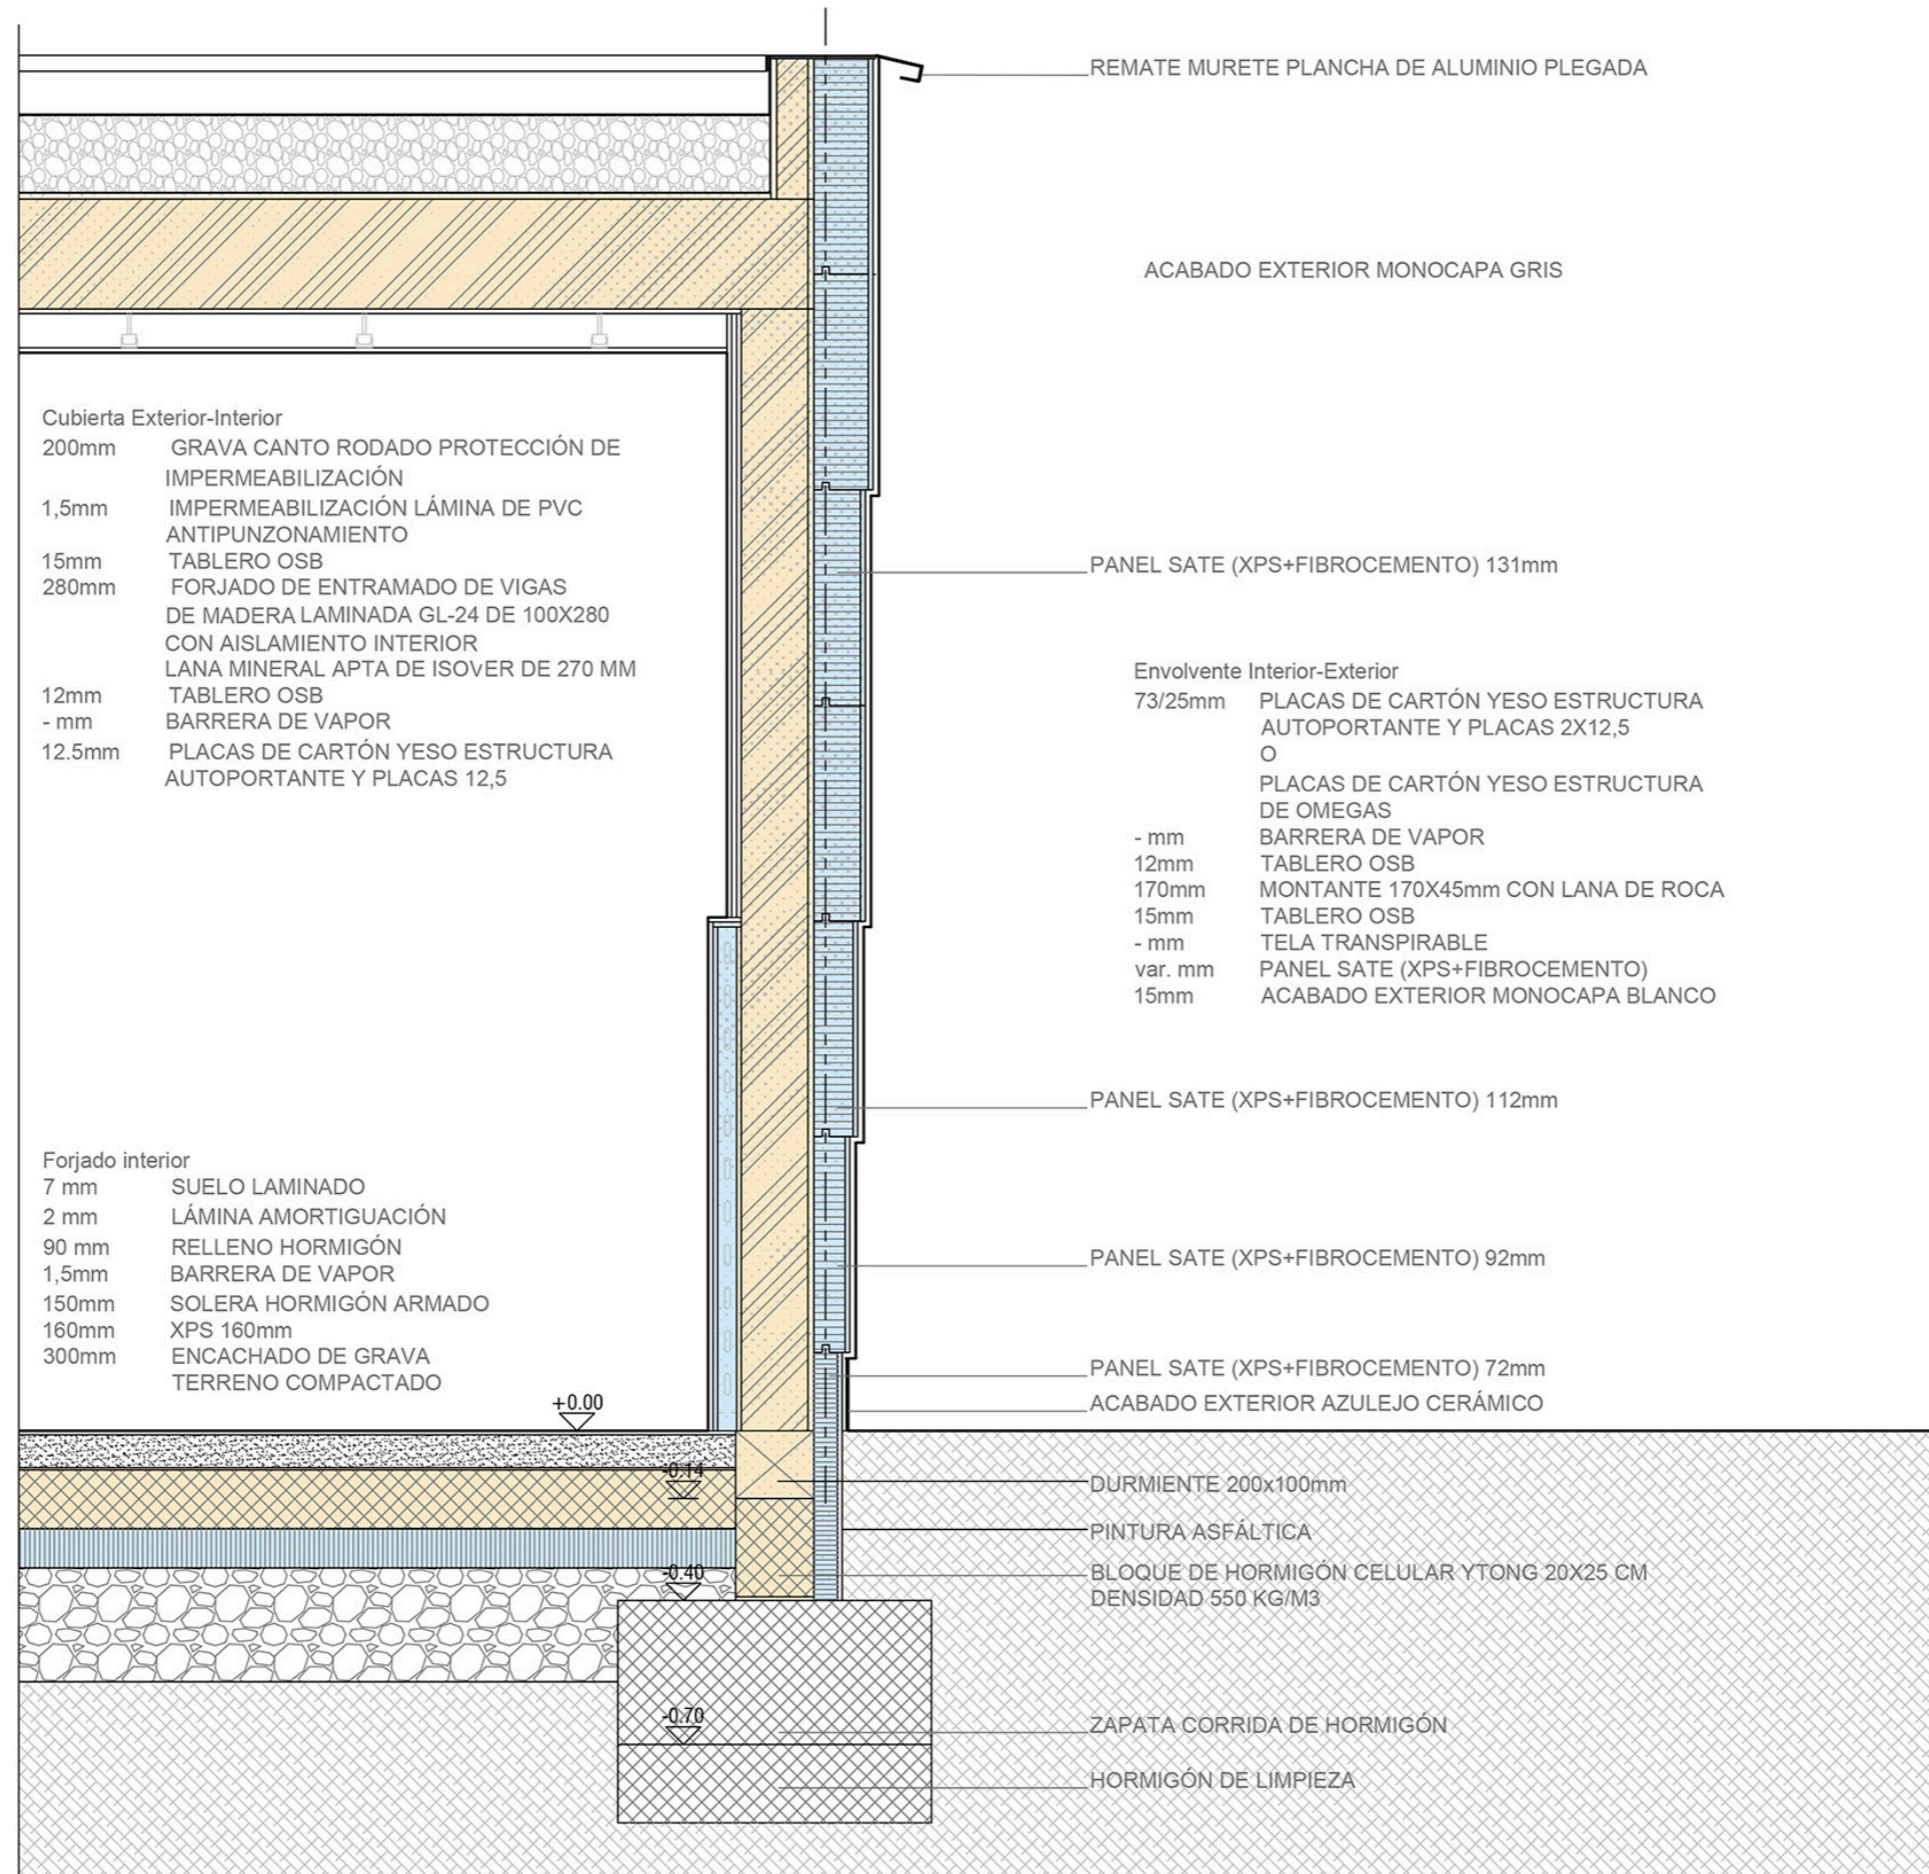 REMATE MURETE PLANCHA DE ALUMINIO PLEGADA
ACABADO EXTERIOR MONOCAPA GRIS
Cubierta Exterior-Interior
200mm GRAVA CANTO RODADO PROTECCIÓN DE
IMPERMEABILIZACIÓN
1,5mm IMPERMEABILIZACIÓN LÁMINA DE PVC
ANTIPUNZONAMIENTO
15mm TABLERO OSB
280mm FORJADO DE ENTRAMADO DE VIGAS
DE MADERA LAMINADA GL-24 DE 100X280
CON AISLAMIENTO INTERIOR
LANA MINERAL APTA DE ISOVER DE 270 MM
12mm TABLERO OSB
- mm BARRERA DE VAPOR
12.5mm PLACAS DE CARTÓN YESO ESTRUCTURA
AUTOPORTANTE Y PLACAS 12,5
PANEL SATE (XPS+FIBROCEMENTO) 131mm
Envolvente Interior-Exterior
73/25mm PLACAS DE CARTÓN YESO ESTRUCTURA
AUTOPORTANTE Y PLACAS 2X12,5
O
PLACAS DE CARTÓN YESO ESTRUCTURA
DE OMEGAS
- mm BARRERA DE VAPOR
12mm TABLERO OSB
170mm MONTANTE 170X45mm CON LANA DE ROCA
15mm TABLERO OSB
- mm TELA TRANSPIRABLE
var. mm PANEL SATE (XPS+FIBROCEMENTO)
15mm ACABADO EXTERIOR MONOCAPA BLANCO
PANEL SATE (XPS+FIBROCEMENTO) 112mm
Forjado interior
7 mm SUELO LAMINADO
2 mm LÁMINA AMORTIGUACIÓN
90 mm RELLENO HORMIGÓN
1,5mm BARRERA DE VAPOR
150mm SOLERA HORMIGÓN ARMADO
160mm XPS 160mm
300mm ENCACHADO DE GRAVA
TERRENO COMPACTADO
PANEL SATE (XPS+FIBROCEMENTO) 92mm
PANEL SATE (XPS+FIBROCEMENTO) 72mm
ACABADO EXTERIOR AZULEJO CERÁMICO
+0.00
-0.14
DURMIENTE 200x100mm
PINTURA ASFÁLTICA
-0.40
BLOQUE DE HORMIGÓN CELULAR YTONG 20X25 CM
DENSIDAD 550 KG/M3
-0.70
ZAPATA CORRIDA DE HORMIGÓN
HORMIGÓN DE LIMPIEZA